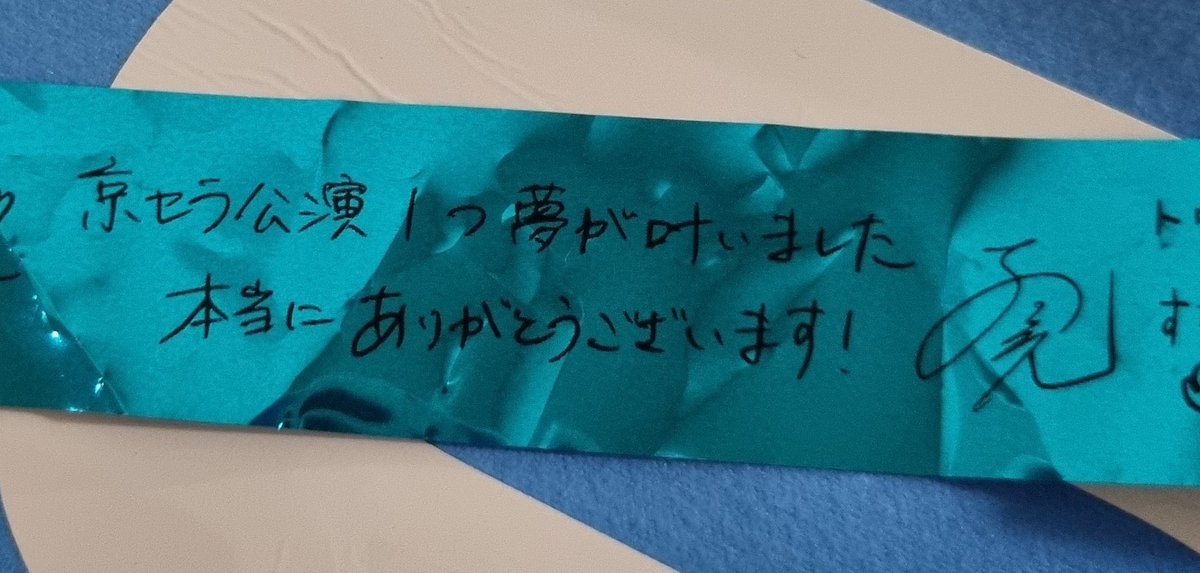 京セラ公演 1つ夢が叶いました
本当にありがとうございます!
す